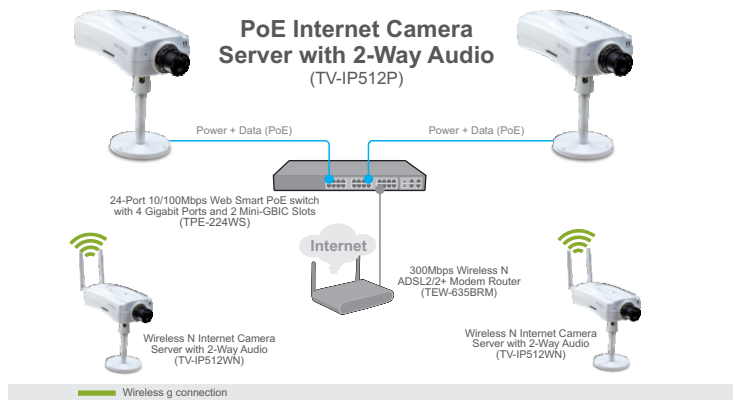 PoE Internet Camera
Server with 2-Way Audio
(TV-IP512P)
Power + Data (PoE)
Power + Data (PoE)
24-Port 10/100Mbps Web Smart PoE switch
with 4 Gigabit Ports and 2 Mini-GBIC Slots
(TPE-224WS)
Internet
300Mbps Wireless N
ADSL2/2+ Modem Router
(TEW-635BRM)
Wireless N Internet Camera
Server with 2-Way Audio
(TV-IP512WN)
Wireless N Internet Camera
Server with 2-Way Audio
(TV-IP512WN)
Wireless g connection